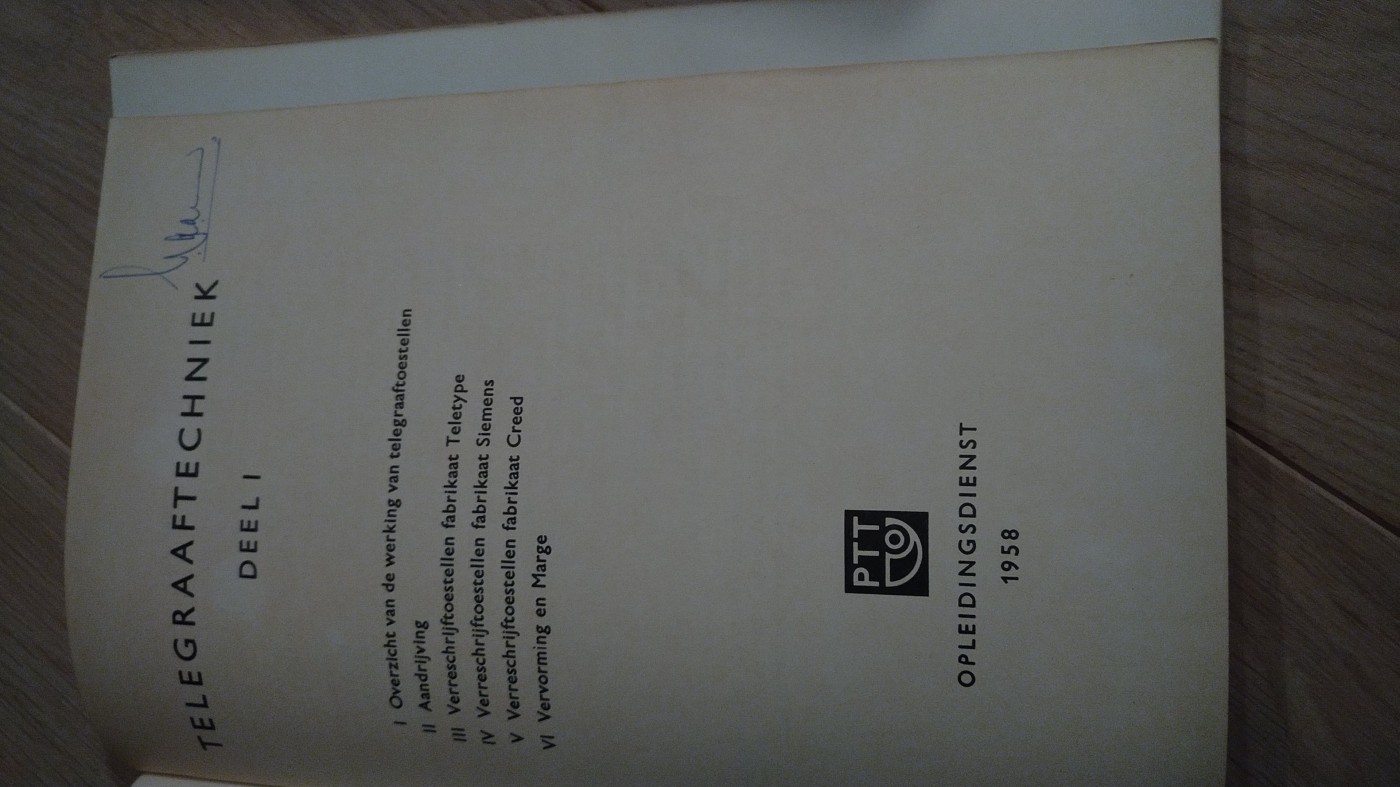 TELEGRAAFTECHNIEK
DEEL I
I Overzicht van de werking van telegraaftoestellen
II Aandrijving
III Verreschrijftoestellen fabrikaat Teletype
IV Verreschrijftoestellen fabrikaat Siemens
V Verreschrijftoestellen fabrikaat Creed
VI Vervorming en Marge
PTT
OPLEIDINGSDIENST
1958